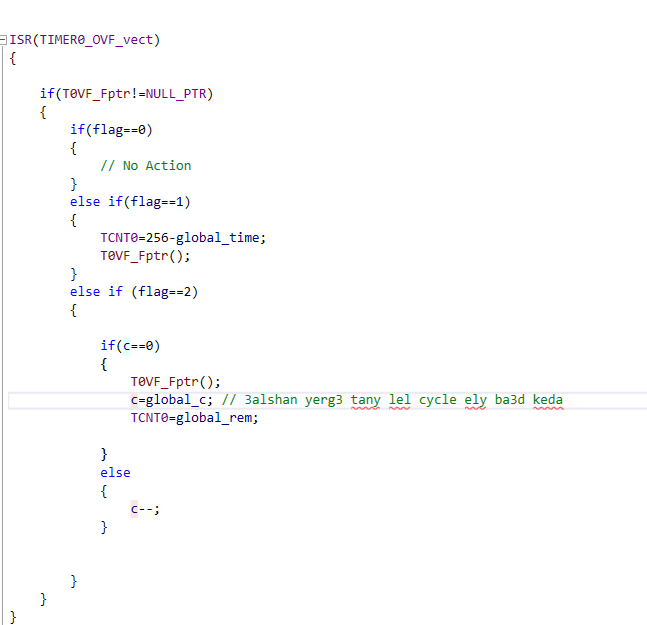 ISR(TIMER0_OVF_vect)
{
if(T0VF_Fptr!=NULL_PTR)
{
if(flag==0)
{
// No Action
}
else if(flag==1)
{
TCNT0=256-global_time;
T0VF_Fptr();
}
else if (flag==2)
{
if(c==0)
{
T0VF_Fptr();
c=global_c; // 3alshan yerg3 tany lel cycle ely ba3d keda
TCNT0=global_rem;
}
else
{
c--;
}
}
}
}